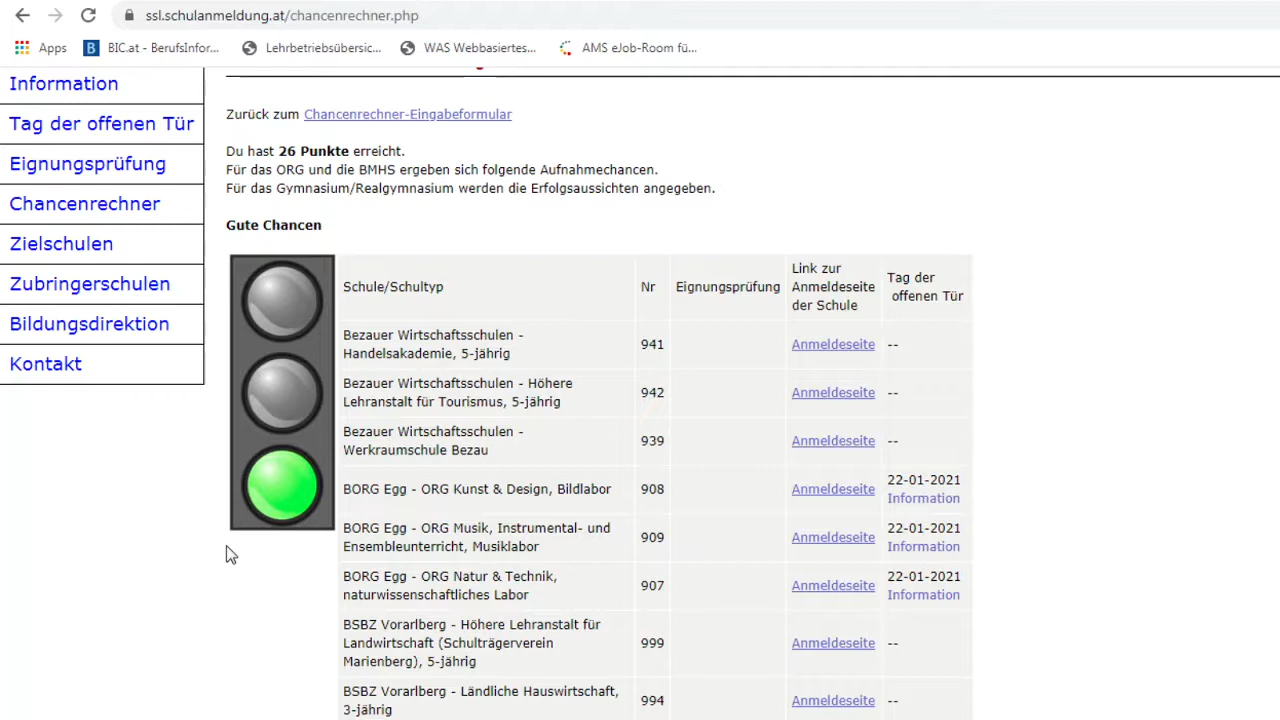 ssl.schulanmeldung.at/chancenrechner.php
Apps BIC.at - BerufsInfor... Lehrbetriebsübersic... WAS Webbasiertes... AMS eJob-Room fü...
Information
Tag der offenen Tür
Eignungsprüfung
Chancenrechner
Zielschulen
Zubringerschulen
Bildungsdirektion
Kontakt
Zurück zum Chancenrechner-Eingabeformular
Du hast 26 Punkte erreicht.
Für das ORG und die BMHS ergeben sich folgende Aufnahmechancen.
Für das Gymnasium/Realgymnasium werden die Erfolgsaussichten angegeben.
Gute Chancen
Schule/Schultyp
Nr
Eignungsprüfung
Link zur
Anmeldeseite
der Schule
Tag der
offenen Tür
Bezauer Wirtschaftsschulen -
Handelsakademie, 5-jährig
941
Anmeldeseite
--
Bezauer Wirtschaftsschulen - Höhere
Lehranstalt für Tourismus, 5-jährig
942
Anmeldeseite
--
Bezauer Wirtschaftsschulen -
Werkraumschule Bezau
939
Anmeldeseite
--
BORG Egg - ORG Kunst & Design, Bildlabor
908
Anmeldeseite
22-01-2021
Information
BORG Egg - ORG Musik, Instrumental- und
Ensembleunterricht, Musiklabor
909
Anmeldeseite
22-01-2021
Information
BORG Egg - ORG Natur & Technik,
naturwissenschaftliches Labor
907
Anmeldeseite
22-01-2021
Information
BSBZ Vorarlberg - Höhere Lehranstalt für
Landwirtschaft (Schulträgerverein
Marienberg), 5-jährig
999
Anmeldeseite
--
BSBZ Vorarlberg - Ländliche Hauswirtschaft,
3-jährig
994
Anmeldeseite
--